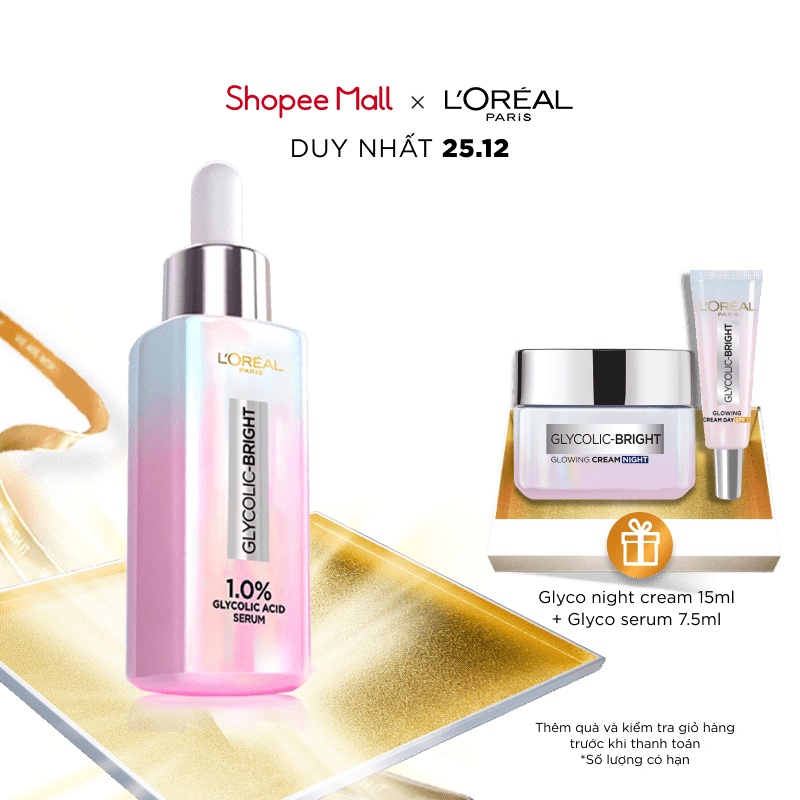 Shopee Mall × L'ORÉAL
PARIS
DUY NHẤT 25.12
L'ORÉAL
PARIS
GLYCOLIC-BRIGHT
1.0%
GLYCOLIC ACID
SERUM
L'ORÉAL
PARIS
GLYCOLIC-BRIGHT
GLOWING
CREAM DAY
GLYCOLIC-BRIGHT
GLOWING CREAM NIGHT
Glyco night cream 15ml
+ Glyco serum 7.5ml
Thêm quà và kiểm tra giỏ hàng
trước khi thanh toán
*Số lượng có hạn